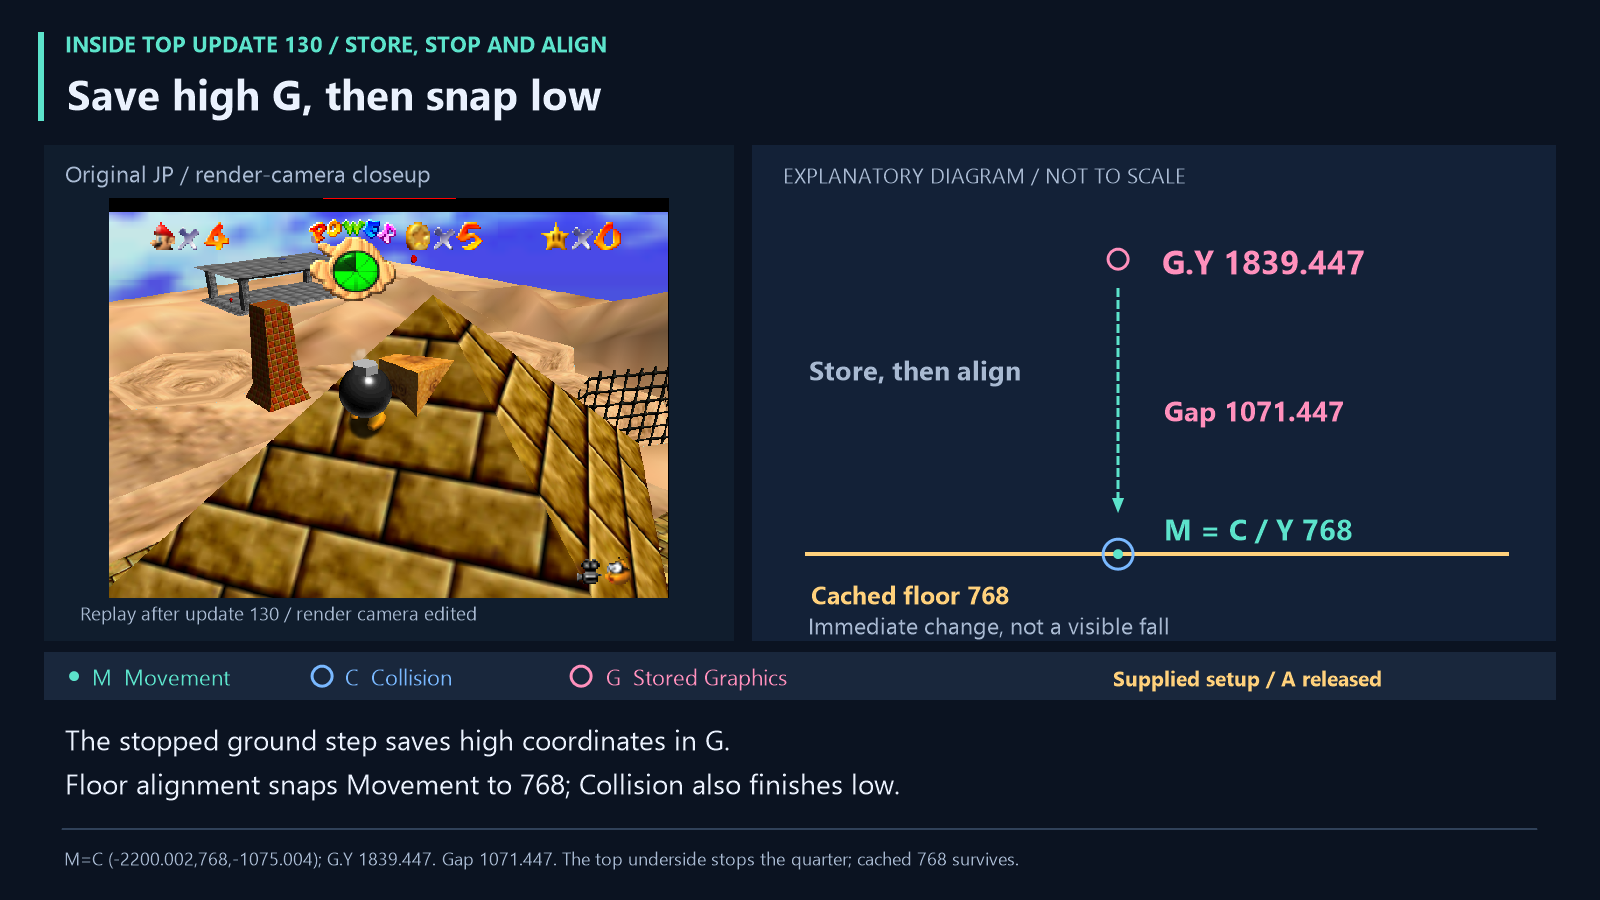 INSIDE TOP UPDATE 130 / STORE, STOP AND ALIGN
Save high G, then snap low
Original JP / render-camera closeup
×4
POWER
×5
×0
Replay after update 130 / render camera edited
EXPLANATORY DIAGRAM / NOT TO SCALE
G.Y 1839.447
Store, then align
Gap 1071.447
M = C / Y 768
Cached floor 768
Immediate change, not a visible fall
M Movement
C Collision
G Stored Graphics
Supplied setup / A released
The stopped ground step saves high coordinates in G.
Floor alignment snaps Movement to 768; Collision also finishes low.
M=C (-2200.002,768,-1075.004); G.Y 1839.447. Gap 1071.447. The top underside stops the quarter; cached 768 survives.